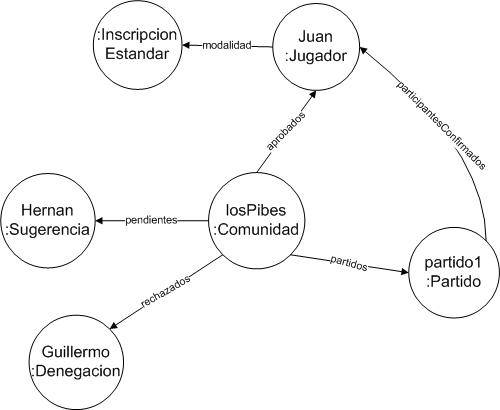 :Inscripcion
Estandar
modalidad
Juan
:Jugador
participantesConfirmados
aprobados
Hernan
:Sugerencia
pendientes
losPibes
:Comunidad
partidos
partido1
:Partido
rechazados
Guillermo
:Denegacion